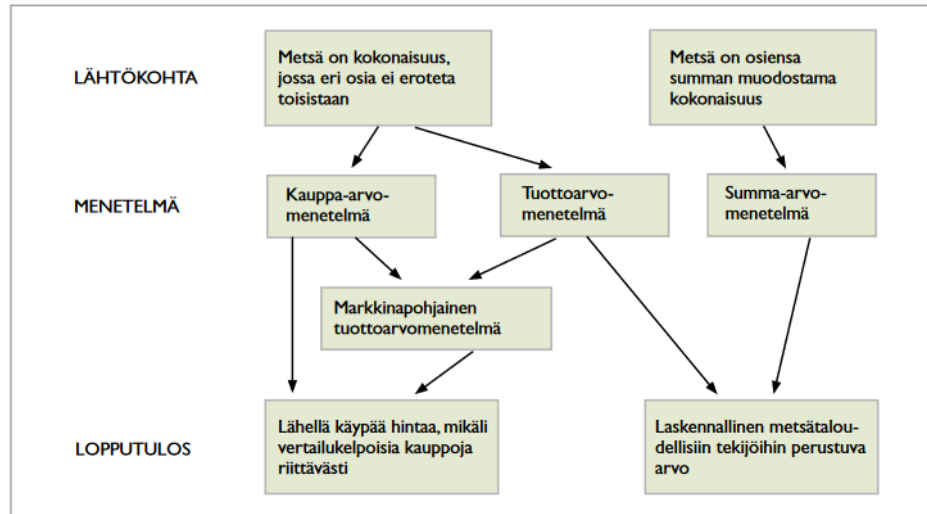 LÄHTÖKOHTA
Metsä on kokonaisuus,
jossa eri osia ei eroteta
toisistaan
Metsä on osiensa
summan muodostama
kokonaisuus
MENETELMÄ
Kauppa-arvo-
menetelmä
Tuottoarvo-
menetelmä
Summa-arvo-
menetelmä
Markkinapohjainen
tuottoarvomenetelmä
LOPPUTULOS
Lähellä käypää hintaa, mikäli
vertailukelpoisia kauppoja
riittävästi
Laskennallinen metsätalou-
dellisiin tekijöihin perustuva
arvo